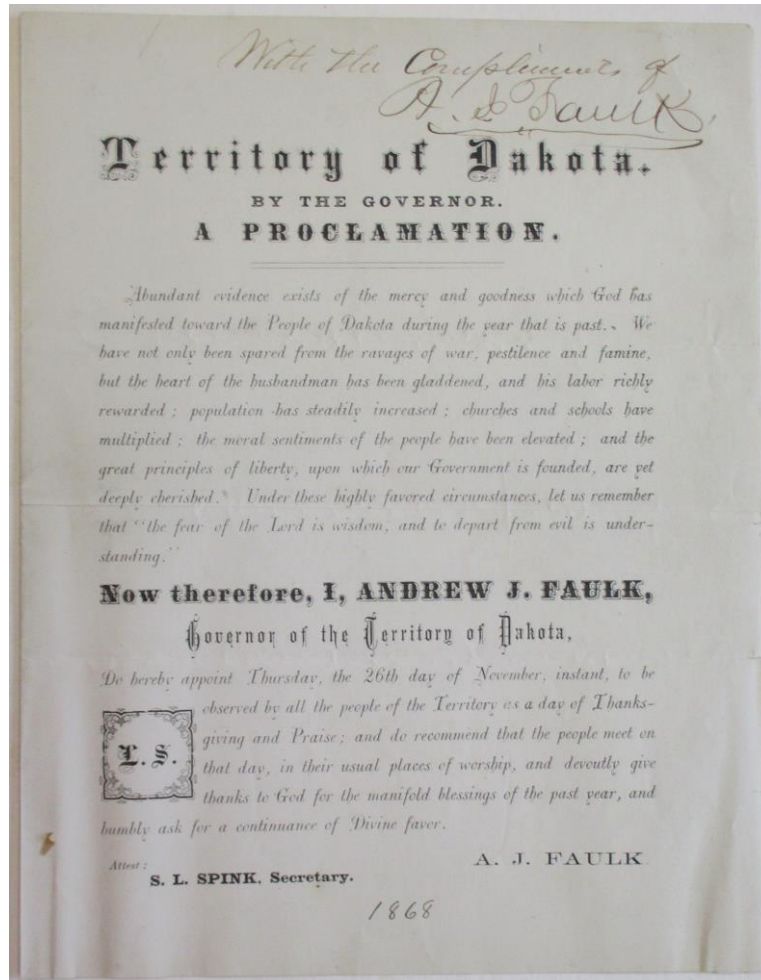 With the Compliments of
A. J. Faulk.
Territory of Dakota.
BY THE GOVERNOR.
A PROCLAMATION.
Abundant evidence exists of the mercy and goodness which God has
manifested toward the People of Dakota during the year that is past. We
have not only been spared from the ravages of war, pestilence and famine,
but the heart of the husbandman has been gladdened, and his labor richly
rewarded ; population has steadily increased ; churches and schools have
multiplied ; the moral sentiments of the people have been elevated ; and the
great principles of liberty, upon which our Government is founded, are yet
deeply cherished. Under these highly favored circumstances, let us remember
that "the fear of the Lord is wisdom, and to depart from evil is under-
standing."
Now therefore, I, ANDREW J. FAULK,
Governor of the Territory of Dakota,
Do hereby appoint Thursday, the 26th day of November, instant, to be
observed by all the people of the Territory as a day of Thanks-
giving and Praise ; and do recommend that the people meet on
L. S.
that day, in their usual places of worship, and devoutly give
thanks to God for the manifold blessings of the past year, and
humbly ask for a continuance of Divine favor.
A. J. FAULK
Attest :
S. L. SPINK, Secretary.
1868